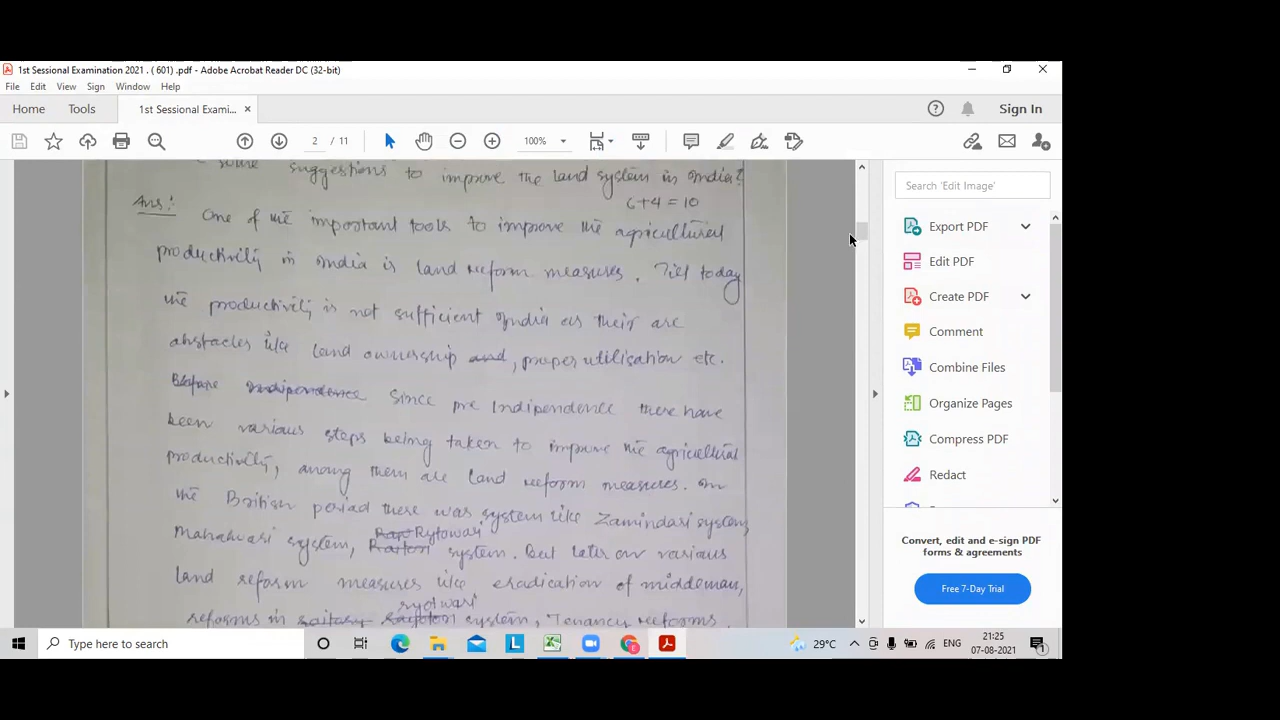 1st Sessional Examination 2021 . ( 601) .pdf - Adobe Acrobat Reader DC (32-bit)
File Edit View Sign Window Help
Home Tools 1st Sessional Exami... × Sign In
2 / 11 100%
some suggestions to improve the land system in India?
6+4 = 10
Ans:
One of the important tools to improve the agricultural
productivity in India is land reform measures. Till today
the productivity is not sufficient India as their are
abstacles like land ownership and, proper utilisation etc.
Before Independence Since pre Indipendence there have
been various steps being taken to improve the agricultural
productivity, among them are land reform measures. In
the British period there was system like Zamindari system,
Rytowari
Mahalwari system, system. But later on various
land reform measures like eradication of middeman,
ryotwari
reforms in system, Tenancy reforms.
Search 'Edit Image'
Export PDF
Edit PDF
Create PDF
Comment
Combine Files
Organize Pages
Compress PDF
Redact
Convert, edit and e-sign PDF
forms & agreements
Free 7-Day Trial
Type here to search
29°C ENG 21:25
07-08-2021